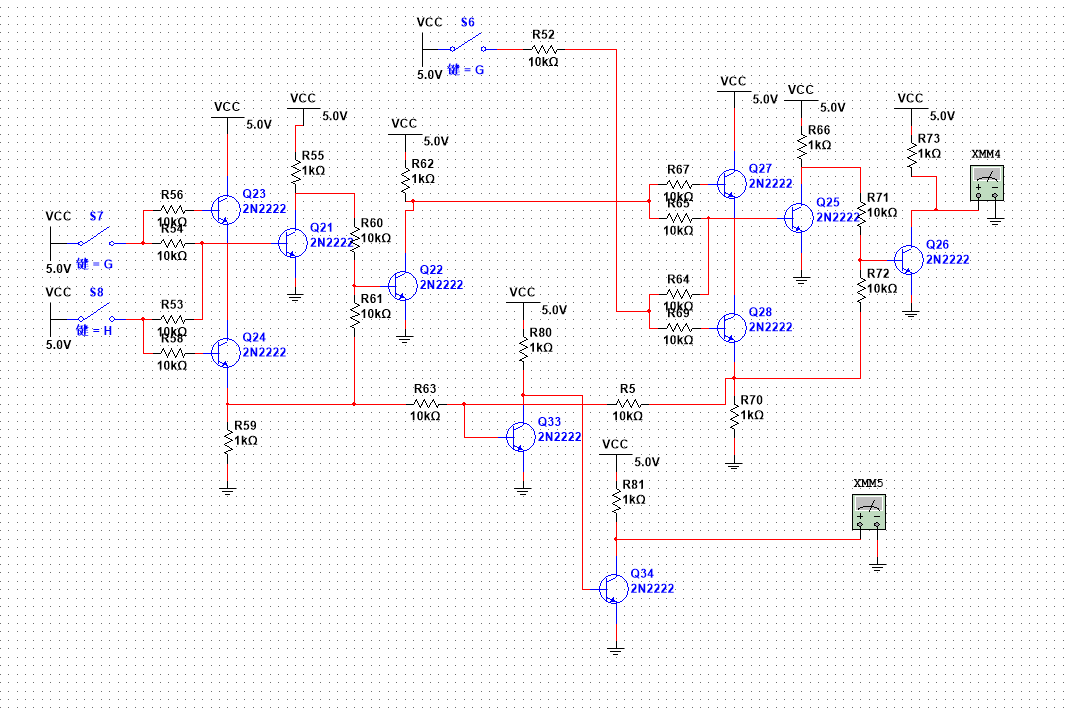 VCC S6
R52
10kΩ
5.0V 键 = G
VCC
5.0V
VCC
5.0V
VCC
5.0V
VCC
5.0V
VCC
5.0V
VCC
5.0V
R66
1kΩ
R73
1kΩ
XMM4
R55
1kΩ
R62
1kΩ
R67
10kΩ
Q27
2N2222
R56
10kΩ
Q23
2N2222
R65
10kΩ
Q25
2N2222
R71
10kΩ
VCC S7
R54
10kΩ
5.0V 键 = G
Q21
2N2222
R60
10kΩ
Q26
2N2222
Q22
2N2222
R61
10kΩ
R64
10kΩ
R72
10kΩ
VCC S8
R53
10kΩ
键 = H
5.0V
R58
10kΩ
Q24
2N2222
VCC
5.0V
R80
1kΩ
R69
10kΩ
Q28
2N2222
R63
10kΩ
R5
10kΩ
R70
1kΩ
R59
1kΩ
Q33
2N2222
VCC
5.0V
R81
1kΩ
XMM5
Q34
2N2222